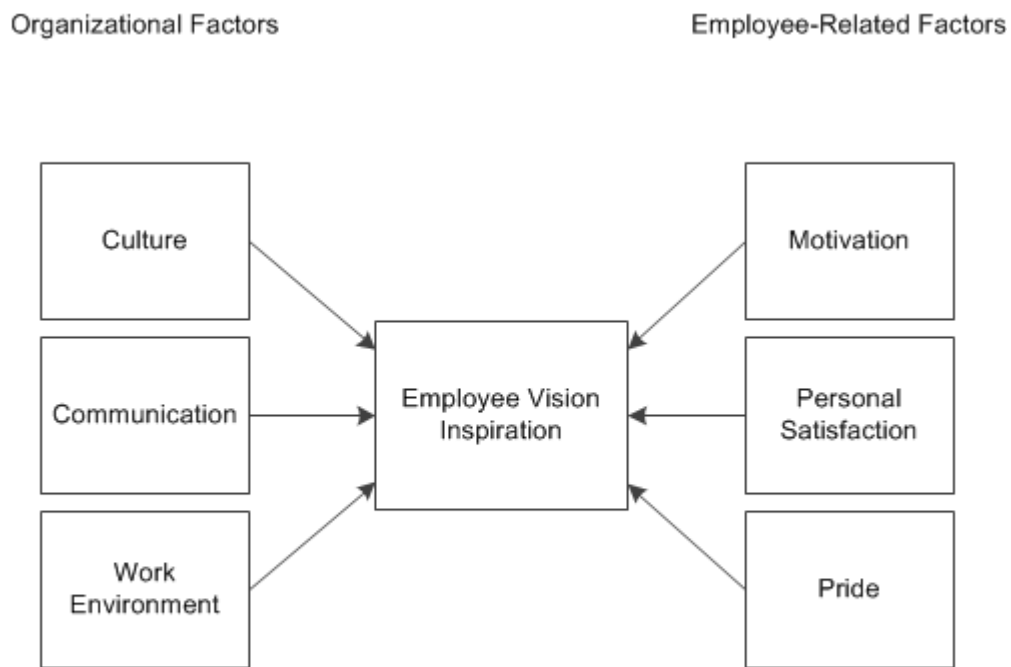 Organizational Factors
Employee-Related Factors
Culture
Motivation
Communication
Employee Vision
Inspiration
Personal
Satisfaction
Work
Environment
Pride